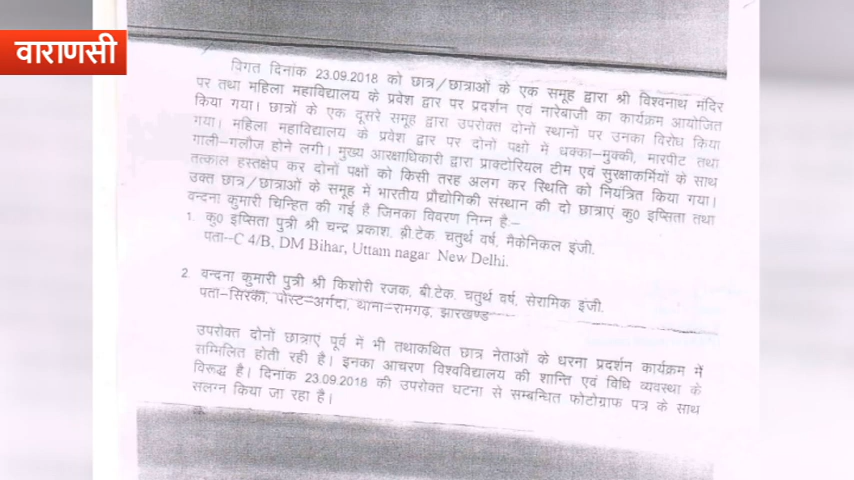 वाराणसी
विगत दिनांक 23.09.2018 को छात्र/छात्राओं के एक समूह द्वारा श्री विश्वनाथ मंदिर
पर तथा महिला महाविद्यालय के प्रवेश द्वार पर प्रदर्शन एवं नारेबाजी का कार्यक्रम आयोजित
किया गया। छात्रों के एक दूसरे समूह द्वारा उपरोक्त दोनों स्थानों पर उनका विरोध किया
गया। महिला महाविद्यालय के प्रवेश द्वार पर दोनों पक्षों में धक्का-मुक्की, मारपीट तथा
गाली-गलौज होने लगी। मुख्य आरक्षाधिकारी द्वारा प्राक्टोरियल टीम एवं सुरक्षाकर्मियों के साथ
तत्काल हस्तक्षेप कर दोनों पक्षों को किसी तरह अलग कर स्थिति को नियंत्रित किया गया।
उक्त छात्र/छात्राओं के समूह में भारतीय प्रौद्योगिकी संस्थान की दो छात्राएं कु0 इप्सिता तथा
वन्दना कुमारी चिन्हित की गई है जिनका विवरण निम्न है.–
1. कु0 इप्सिता पुत्री श्री चन्द्र प्रकाश, बी.टेक. चतुर्थ वर्ष, मैकेनिकल इंजी.
पता–C 4/B, DM Bihar, Uttam nagar New Delhi.
2. वन्दना कुमारी पुत्री श्री किशोरी रजक, बी.टेक. चतुर्थ वर्ष, सेरामिक इंजी.
पता–सिरका, पोस्ट–अर्गदा, थाना–रामगढ़, झारखण्ड
उपरोक्त दोनों छात्राएं पूर्व में भी तथाकथित छात्र नेताओं के धरना प्रदर्शन कार्यक्रम में
सम्मिलित होती रही है। इनका आचरण विश्वविद्यालय की शान्ति एवं विधि व्यवस्था के
विरूद्ध है। दिनांक 23.09.2018 की उपरोक्त घटना से सम्बन्धित फोटोग्राफ पत्र के साथ
संलग्न किया जा रहा है।